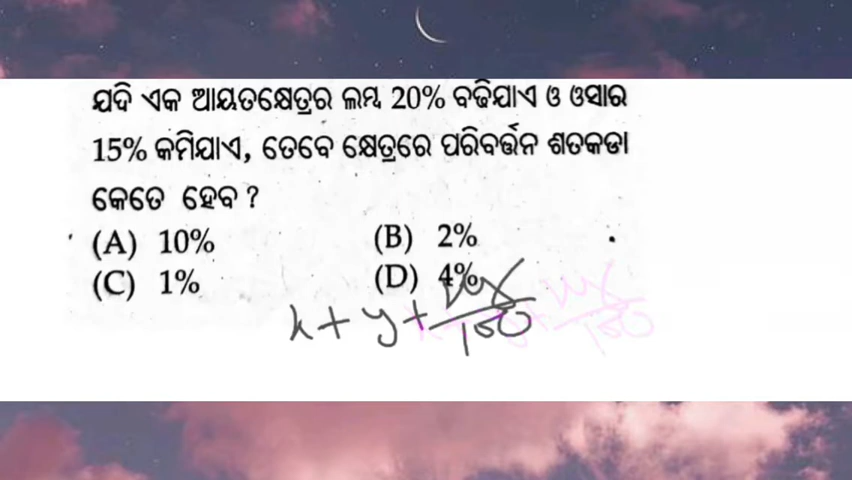 ଯଦି ଏକ ଆୟତକ୍ଷେତ୍ରର ଲମ୍ବ 20% ବଢିଯାଏ ଓ ଓସାର
15% କମିଯାଏ, ତେବେ କ୍ଷେତ୍ରରେ ପରିବର୍ତ୍ତନ ଶତକଡା
କେତେ ହେବ ?
(A) 10% (B) 2%
(C) 1% (D) 4%
x + y + xy/100